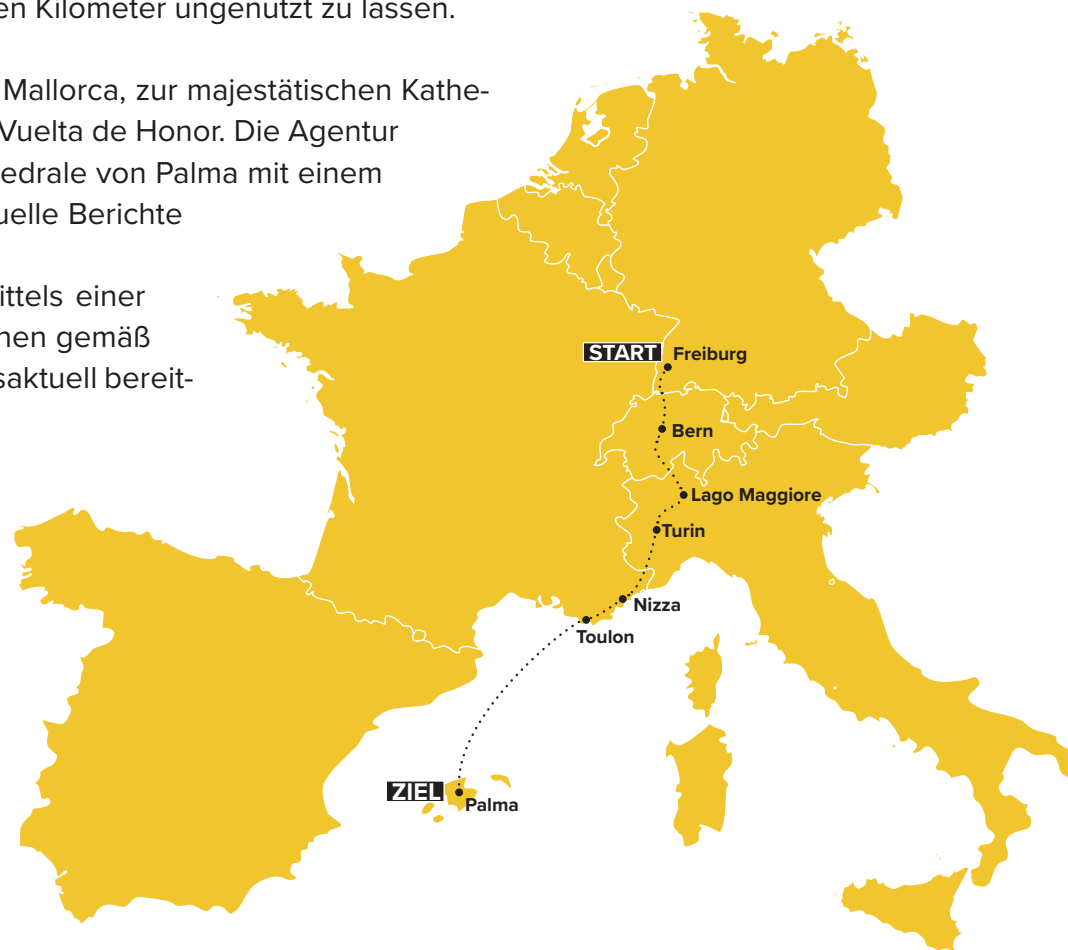 en Kilometer ungenutzt zu lassen.
Mallorca, zur majestätischen Kathe-
Vuelta de Honor. Die Agentur
edrale von Palma mit einem
uelle Berichte
ittels einer
nen gemäß
saktuell bereit-
START
Freiburg
Bern
Lago Maggiore
Turin
Nizza
Toulon
ZIEL
Palma